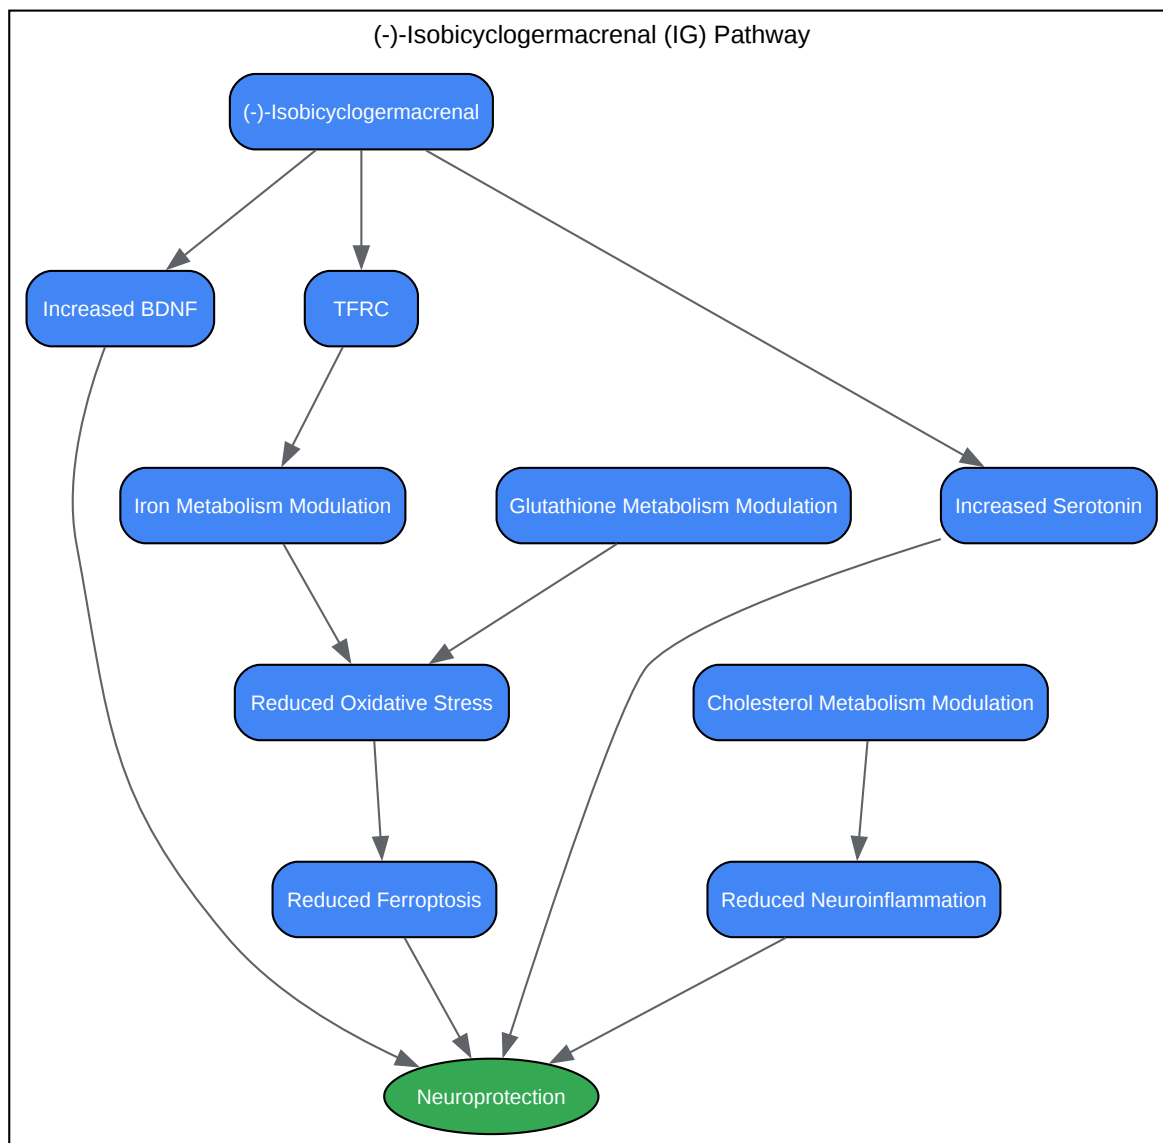 (-)-Isobicyclogermacrenal (IG) Pathway
(-)-Isobicyclogermacrenal
Increased BDNF
TFRC
Iron Metabolism Modulation
Glutathione Metabolism Modulation
Increased Serotonin
Reduced Oxidative Stress
Cholesterol Metabolism Modulation
Reduced Ferroptosis
Reduced Neuroinflammation
Neuroprotection